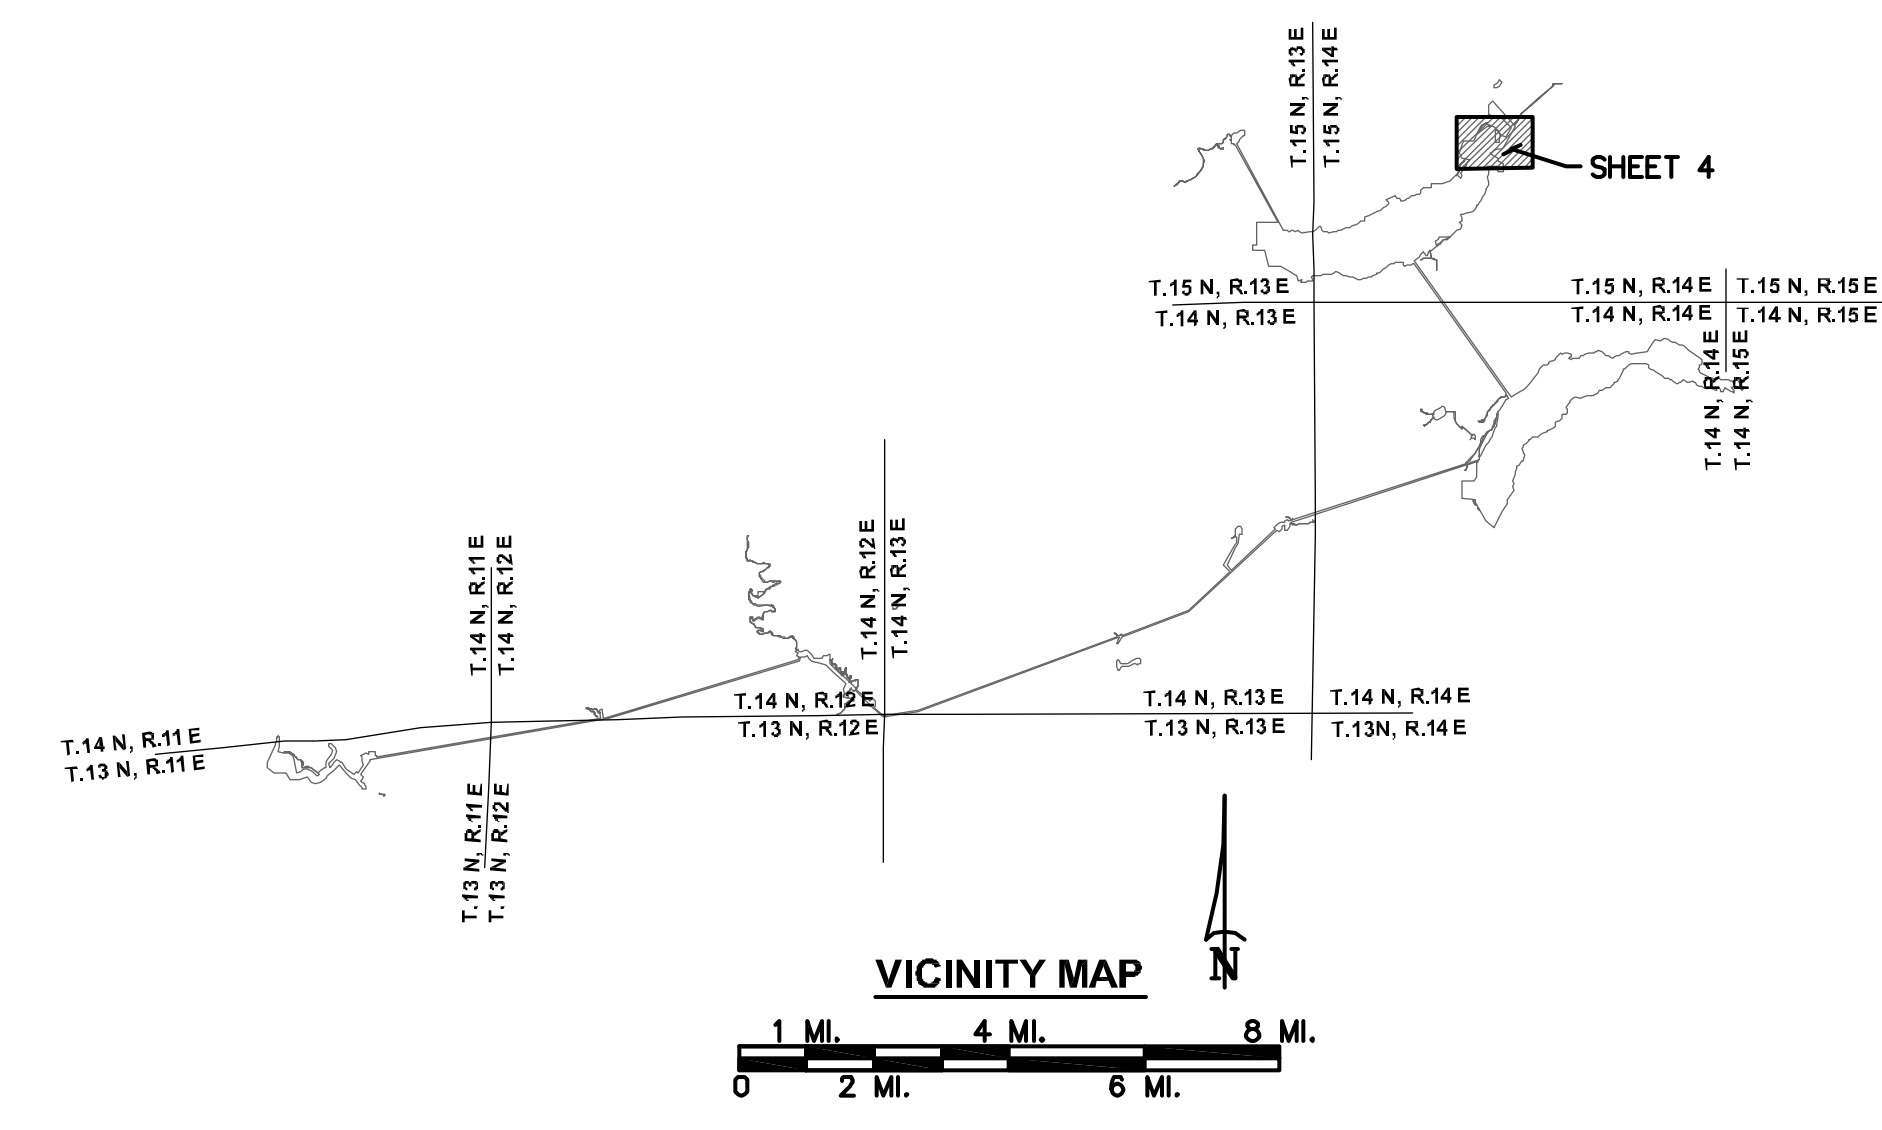 T.15 N, R.13 E
T.15 N, R.14 E
SHEET 4
T.15 N, R.13 E
T.14 N, R.13 E
T.15 N, R.14 E
T.14 N, R.14 E
T.15 N, R.15 E
T.14 N, R.15 E
T.14 N, R.14 E
T.14 N, R.15 E
T.14 N, R.11 E
T.14 N, R.12 E
T.14 N, R.12 E
T.14 N, R.13 E
T.14 N, R.12 E
T.13 N, R.12 E
T.14 N, R.13 E
T.13 N, R.13 E
T.14 N, R.14 E
T.13N, R.14 E
T.14 N, R.11 E
T.13 N, R.11 E
T.13 N, R.11 E
T.13 N, R.12 E
N
VICINITY MAP
1 MI. 4 MI. 8 MI.
0 2 MI. 6 MI.